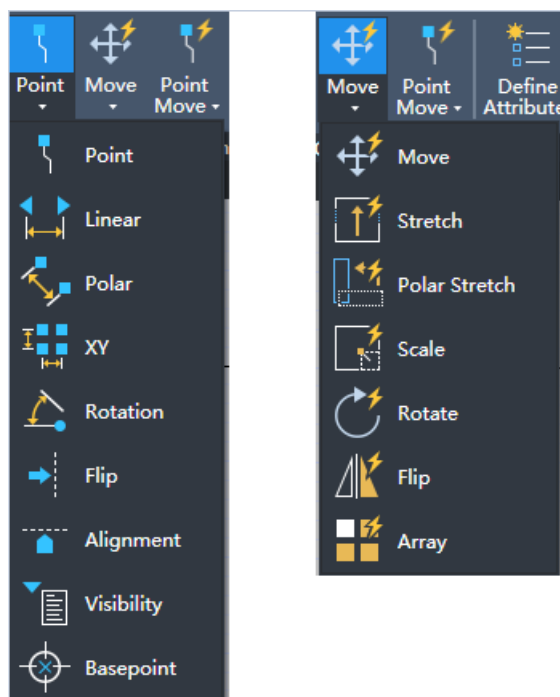 Point Move Point Move
Point
Linear
Polar
XY
Rotation
Flip
Alignment
Visibility
Basepoint
Move Point Move Define Attribute
Move
Stretch
Polar Stretch
Scale
Rotate
Flip
Array